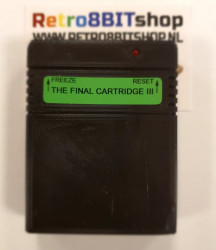 Retro8BITshop
WWW.RETRO8BITSHOP.NL
FREEZE RESET
THE FINAL CARTRIDGE III